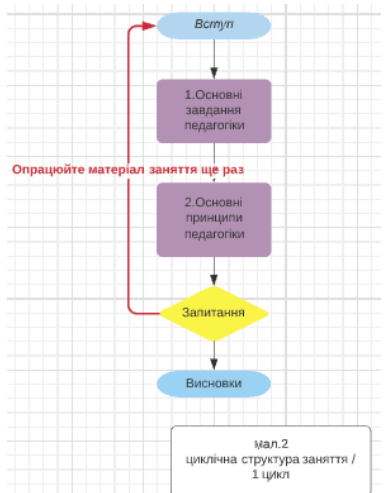 Вступ
1.Основні
завдання
педагогіки
Опрацюйте матеріал заняття ще раз
2.Основні
принципи
педагогіки
Запитання
Висновки
мал.2
циклічна структура заняття /
1 цикл